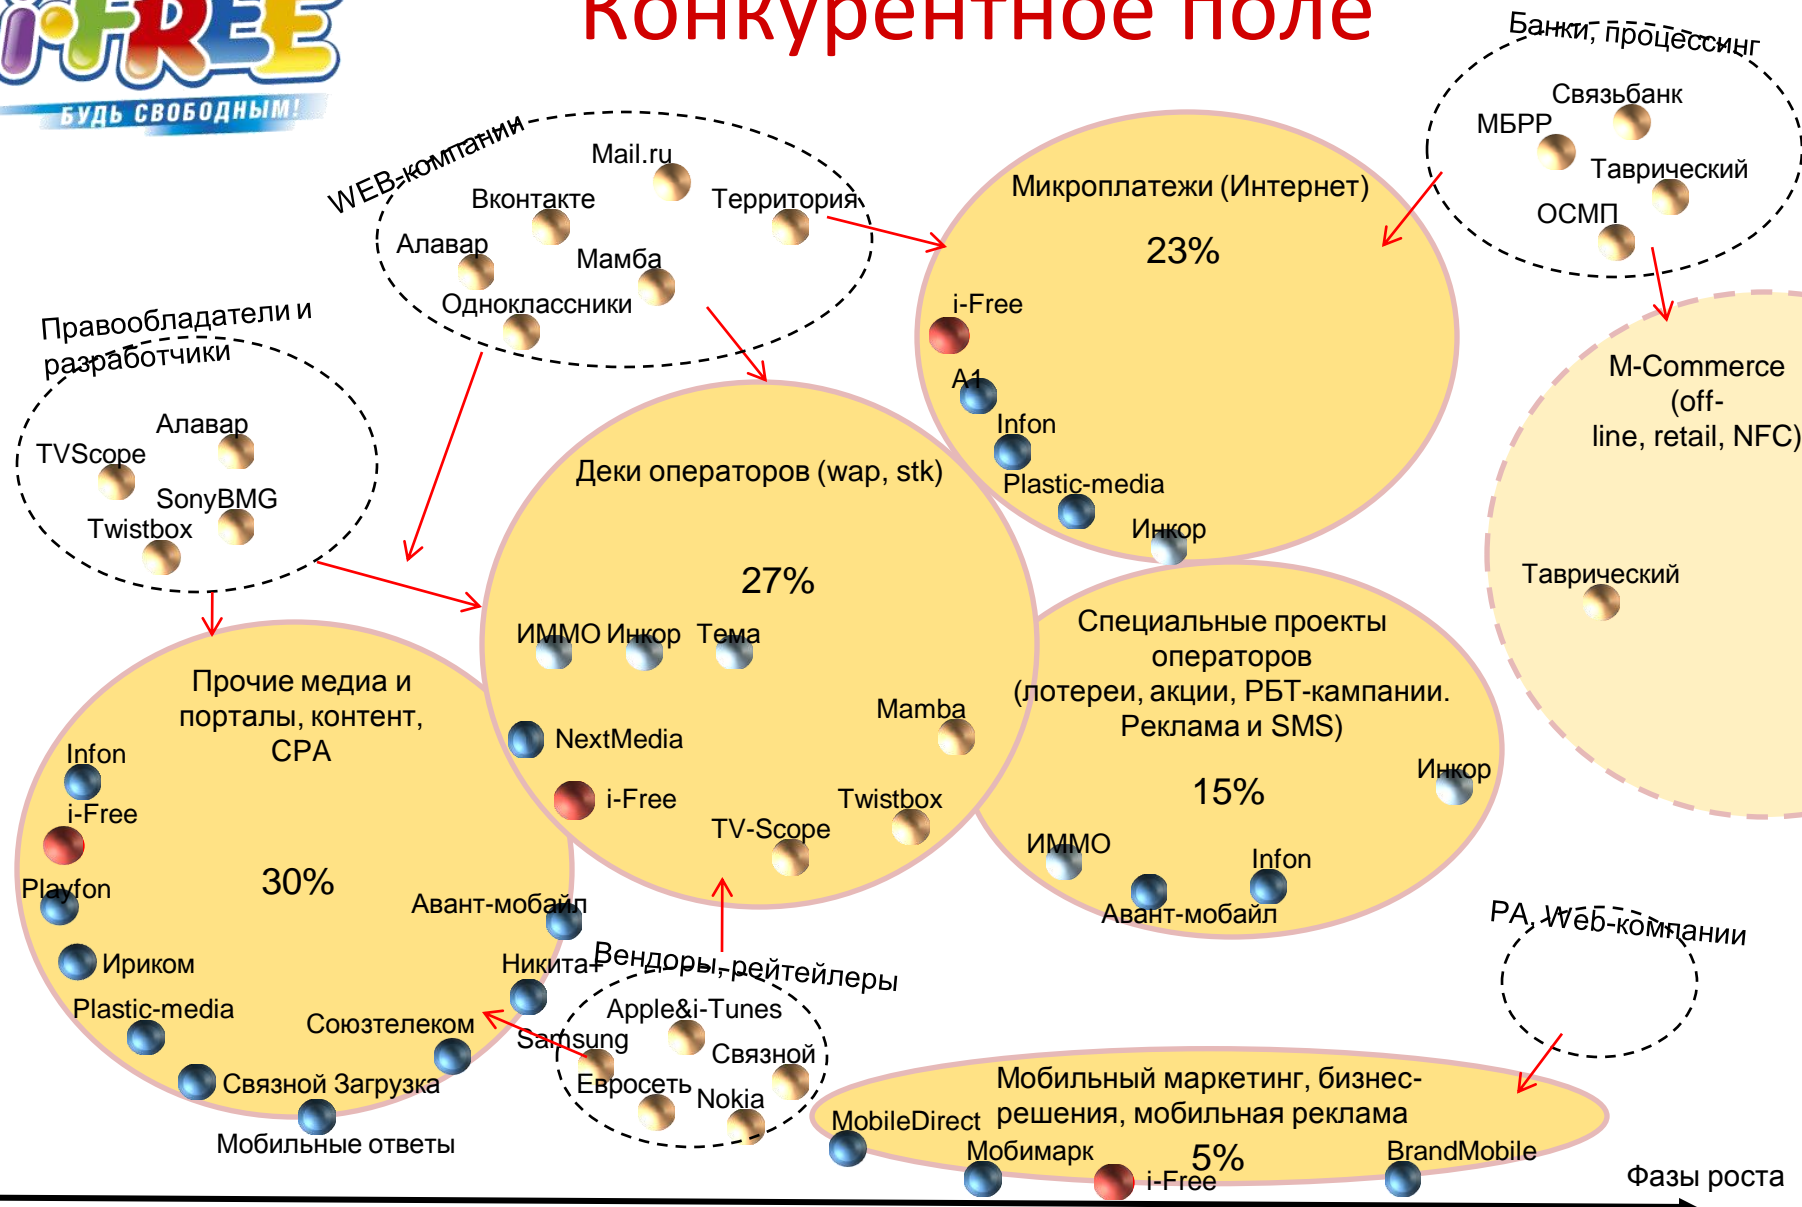 Конкурентное поле
i-FREE
БУДЬ СВОБОДНЫМ!
Банки, процессинг
Связьбанк
МБРР
Таврический
ОСМП
WEB-компании
Mail.ru
Вконтакте
Территория
Алавар
Мамба
Одноклассники
Микроплатежи (Интернет)
23%
i-Free
А1
Infon
Plastic-media
Инкор
M-Commerce
(off-
line, retail, NFC)
Таврический
Правообладатели и
разработчики
Алавар
TVScope
SonyBMG
Twistbox
Деки операторов (wap, stk)
27%
ИММО
Инкор
Тема
NextMedia
Mamba
i-Free
Twistbox
TV-Scope
Специальные проекты
операторов
(лотереи, акции, РБТ-кампании.
Реклама и SMS)
15%
Инкор
ИММО
Infon
Авант-мобайл
Прочие медиа и
порталы, контент,
CPA
30%
Infon
i-Free
Playfon
Авант-мобайл
Ириком
Никита+
Plastic-media
Союзтелеком
Связной Загрузка
Мобильные ответы
Вендоры, рейтейлеры
Apple&i-Tunes
Samsung
Связной
Евросеть
Nokia
РА, Web-компании
Мобильный маркетинг, бизнес-
решения, мобильная реклама
5%
MobileDirect
Мобимарк
i-Free
BrandMobile
Фазы роста